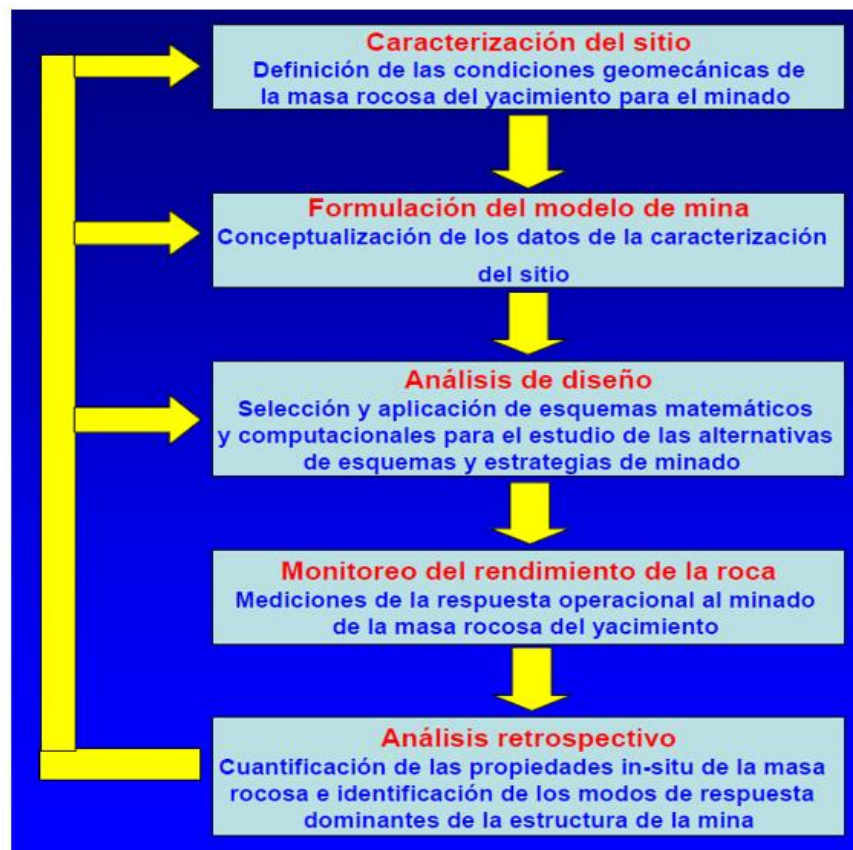 Caracterización del sitio
Definición de las condiciones geomecánicas de
la masa rocosa del yacimiento para el minado
Formulación del modelo de mina
Conceptualización de los datos de la caracterización
del sitio
Análisis de diseño
Selección y aplicación de esquemas matemáticos
y computacionales para el estudio de las alternativas
de esquemas y estrategias de minado
Monitoreo del rendimiento de la roca
Mediciones de la respuesta operacional al minado
de la masa rocosa del yacimiento
Análisis retrospectivo
Cuantificación de las propiedades in-situ de la masa
rocosa e identificación de los modos de respuesta
dominantes de la estructura de la mina